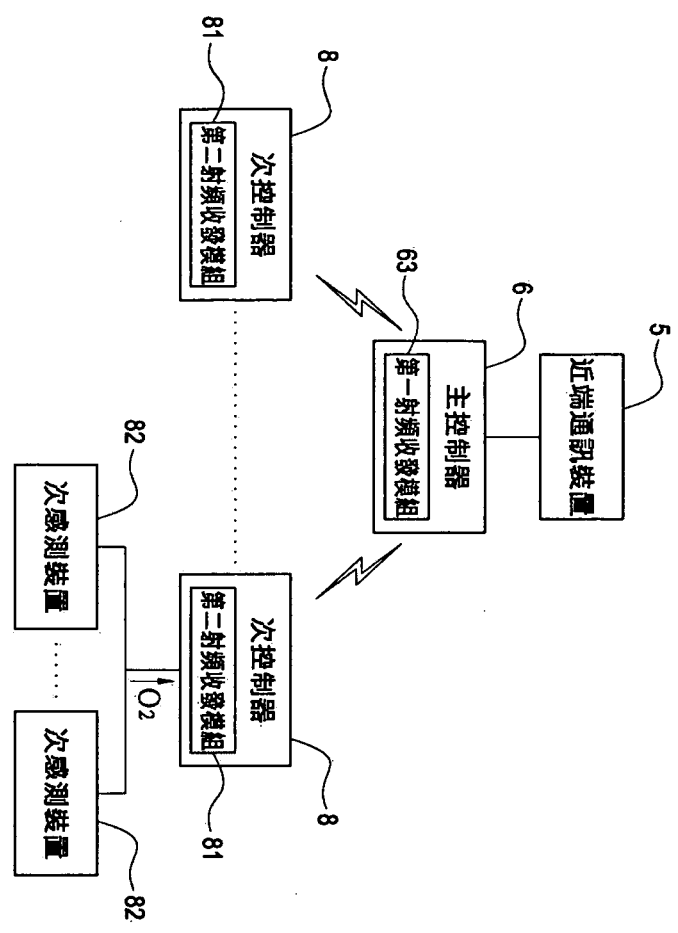 5
近端通訊裝置
6
主控制器
63
第一射頻收發模組
8
次控制器
81
第二射頻收發模組
8
次控制器
第二射頻收發模組
81
O2
82
次感測裝置
次感測裝置
82